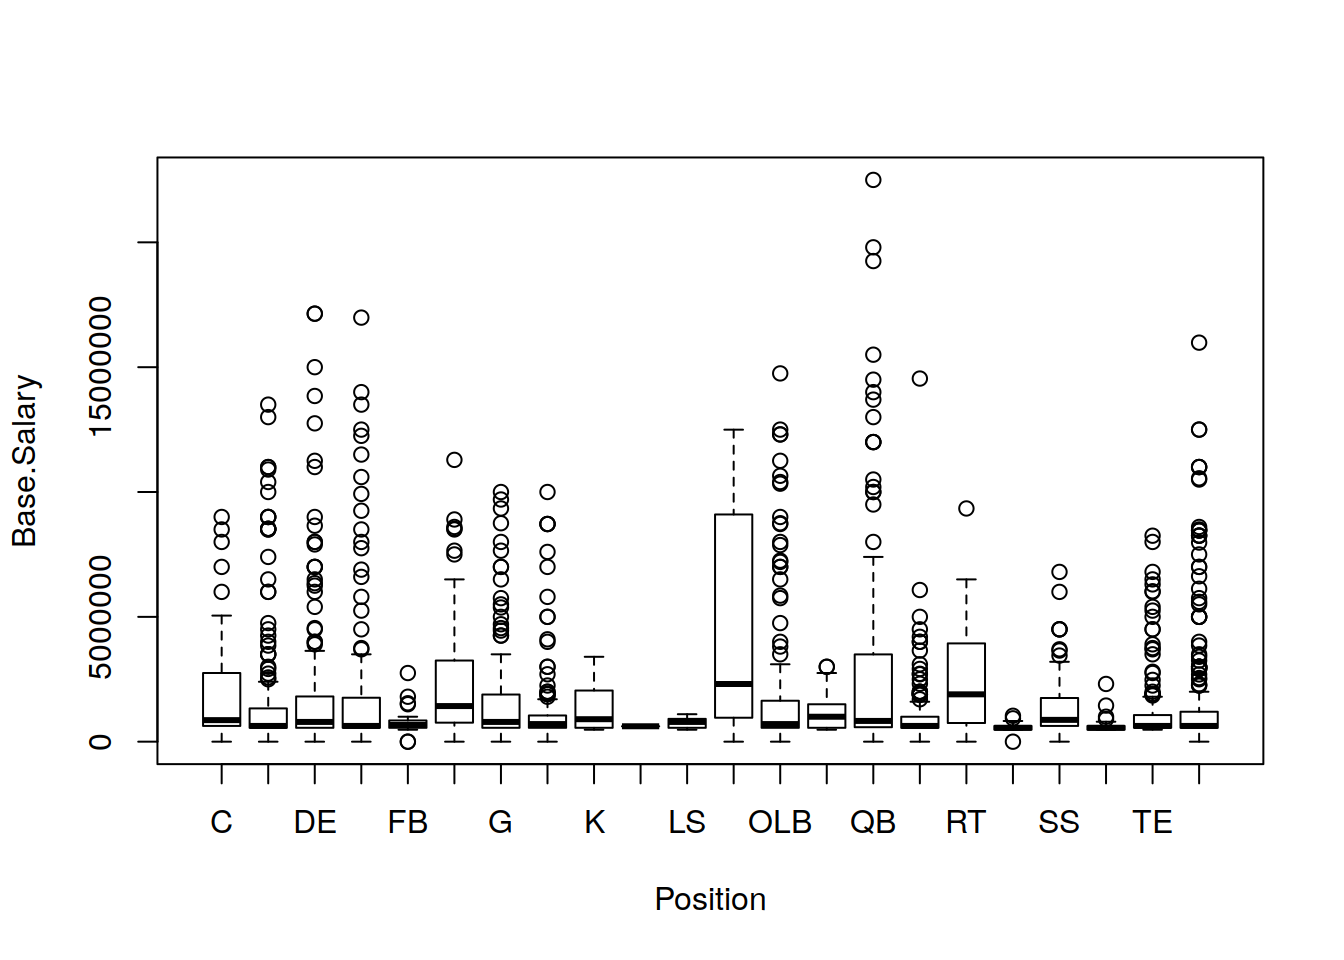 Base.Salary
15000000
5000000
0
C DE FB G K LS OLB QB RT SS TE
Position